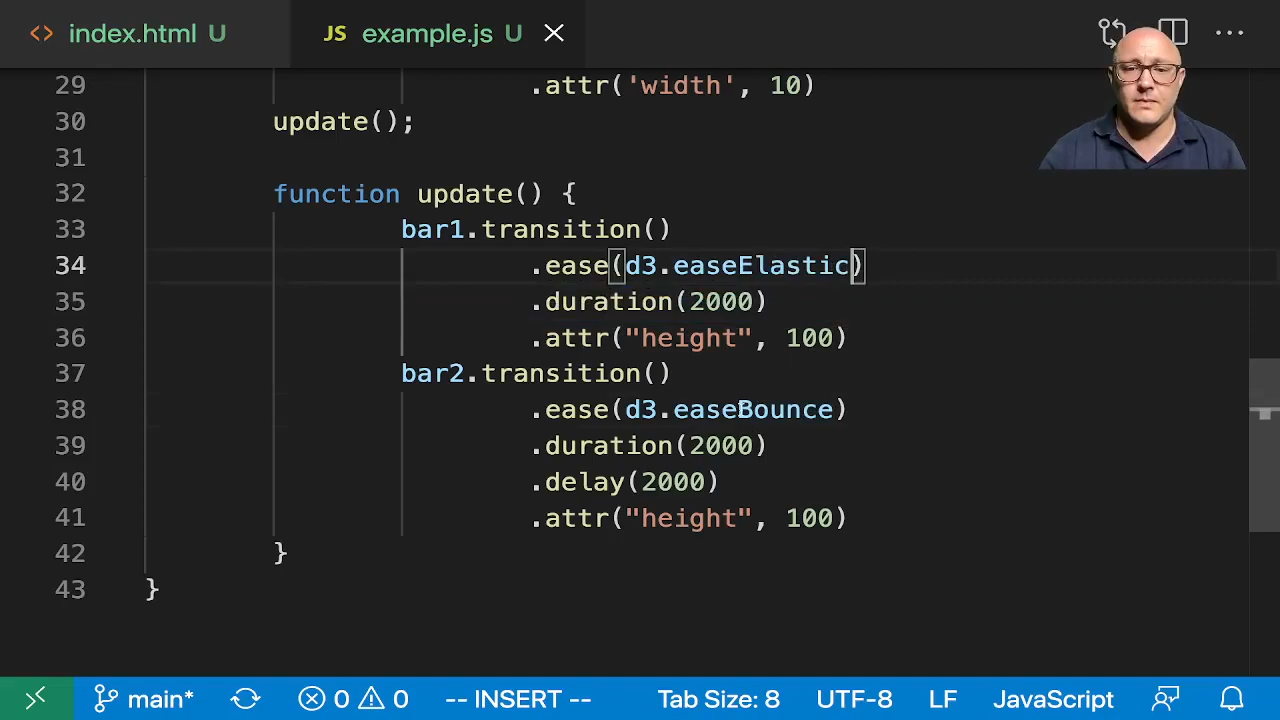 index.html U
JS example.js U
29 .attr('width', 10)
30 update();
31
32 function update() {
33 bar1.transition()
34 .ease(d3.easeElastic)
35 .duration(2000)
36 .attr("height", 100)
37 bar2.transition()
38 .ease(d3.easeBounce)
39 .duration(2000)
40 .delay(2000)
41 .attr("height", 100)
42 }
43 }
main* 0 0 -- INSERT -- Tab Size: 8 UTF-8 LF JavaScript